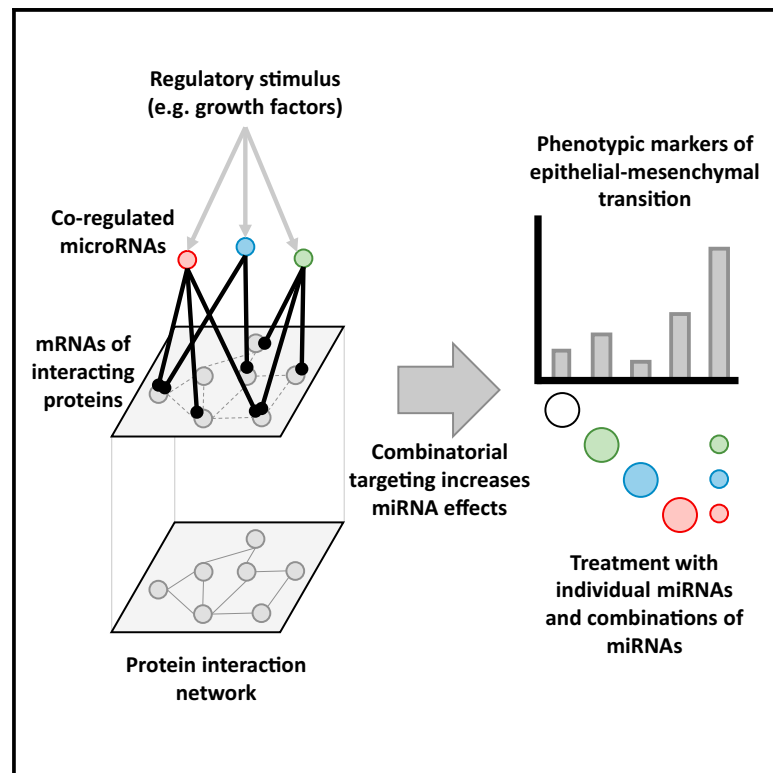 Regulatory stimulus
(e.g. growth factors)
Co-regulated
microRNAs
mRNAs of
interacting
proteins
Protein interaction
network
Combinatorial
targeting increases
miRNA effects
Phenotypic markers of
epithelial-mesenchymal
transition
Treatment with
individual miRNAs
and combinations of
miRNAs